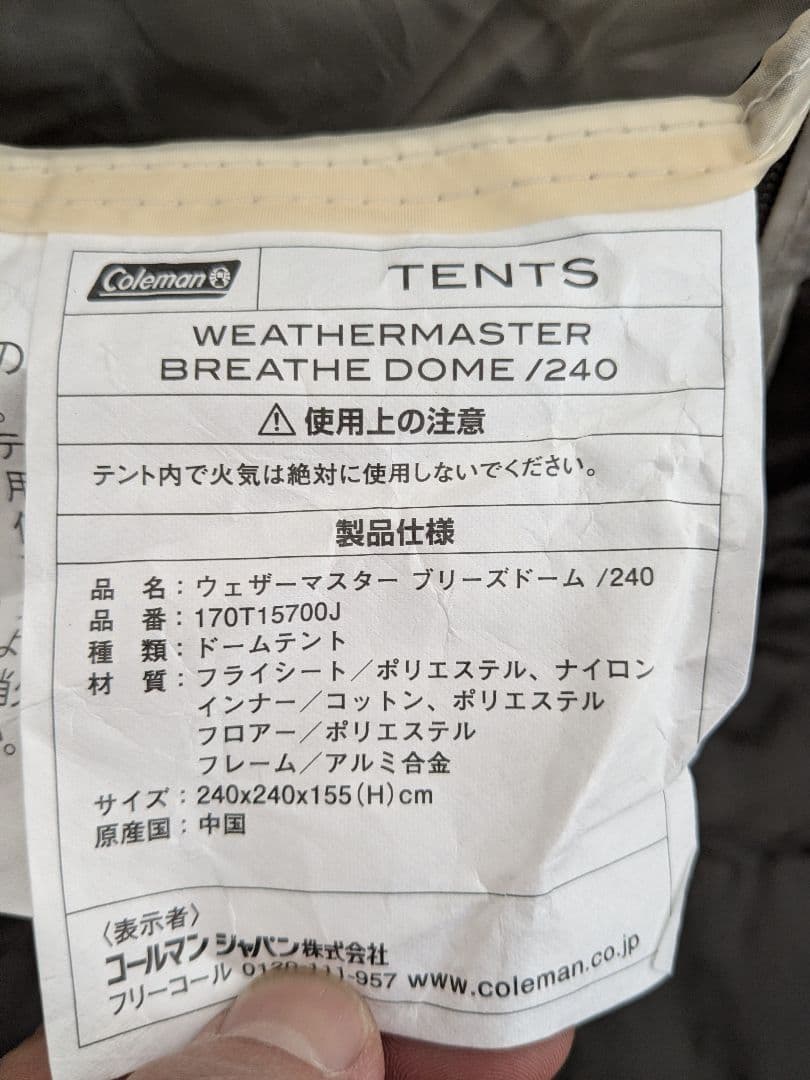 Coleman
TENTS
WEATHERMASTER
BREATHE DOME /240
使用上の注意
テント内で火気は絶対に使用しないでください。
製品仕様
品 名：ウェザーマスター ブリーズドーム /240
品 番：170T15700J
種 類：ドームテント
材 質：フライシート／ポリエステル、ナイロン
インナー／コットン、ポリエステル
フロアー／ポリエステル
フレーム／アルミ合金
サイズ：240x240x155(H)cm
原産国：中国
〈表示者〉
コールマン ジャパン株式会社
フリーコール -957 www.coleman.co.jp